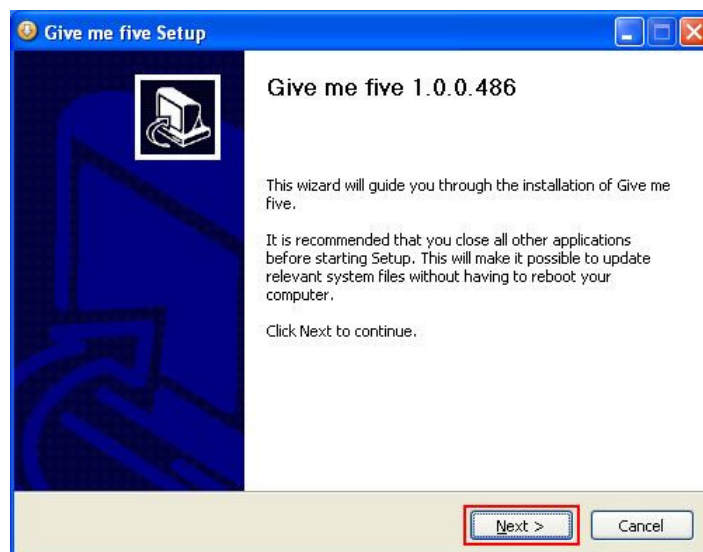 Give me five Setup
Give me five 1.0.0.486
This wizard will guide you through the installation of Give me
five.
It is recommended that you close all other applications
before starting Setup. This will make it possible to update
relevant system files without having to reboot your
computer.
Click Next to continue.
Next >
Cancel